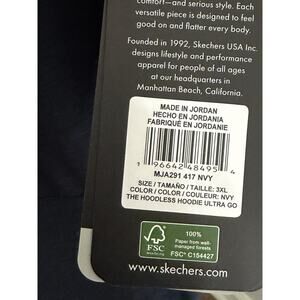 comfort—and serious style. Each
versatile piece is designed to feel
good on and flatter every body.
Founded in 1992, Skechers USA Inc.
designs lifestyle and performance
apparel for people of all ages
at our headquarters in
Manhattan Beach, California.
MADE IN JORDAN
HECHO EN JORDANIA
FABRIQUÉ EN JORDANIE
1 96642 48495 4
MJA291 417 NVY
SIZE / TAMAÑO / TAILLE: 3XL
COLOR / COLOR / COULEUR: NVY
THE HOODLESS HOODIE ULTRA GO
FSC
www.fsc.org
100%
Paper from well-
managed forests
FSC® C154427
www.skechers.com